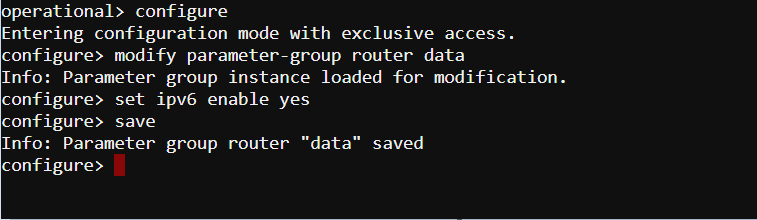 operational> configure
Entering configuration mode with exclusive access.
configure> modify parameter-group router data
Info: Parameter group instance loaded for modification.
configure> set ipv6 enable yes
configure> save
Info: Parameter group router "data" saved
configure>